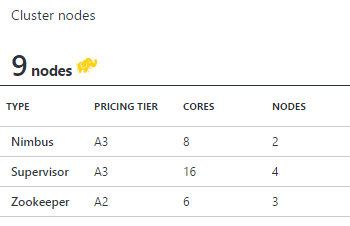 Cluster nodes
9 nodes
TYPE PRICING TIER CORES NODES
Nimbus A3 8 2
Supervisor A3 16 4
Zookeeper A2 6 3